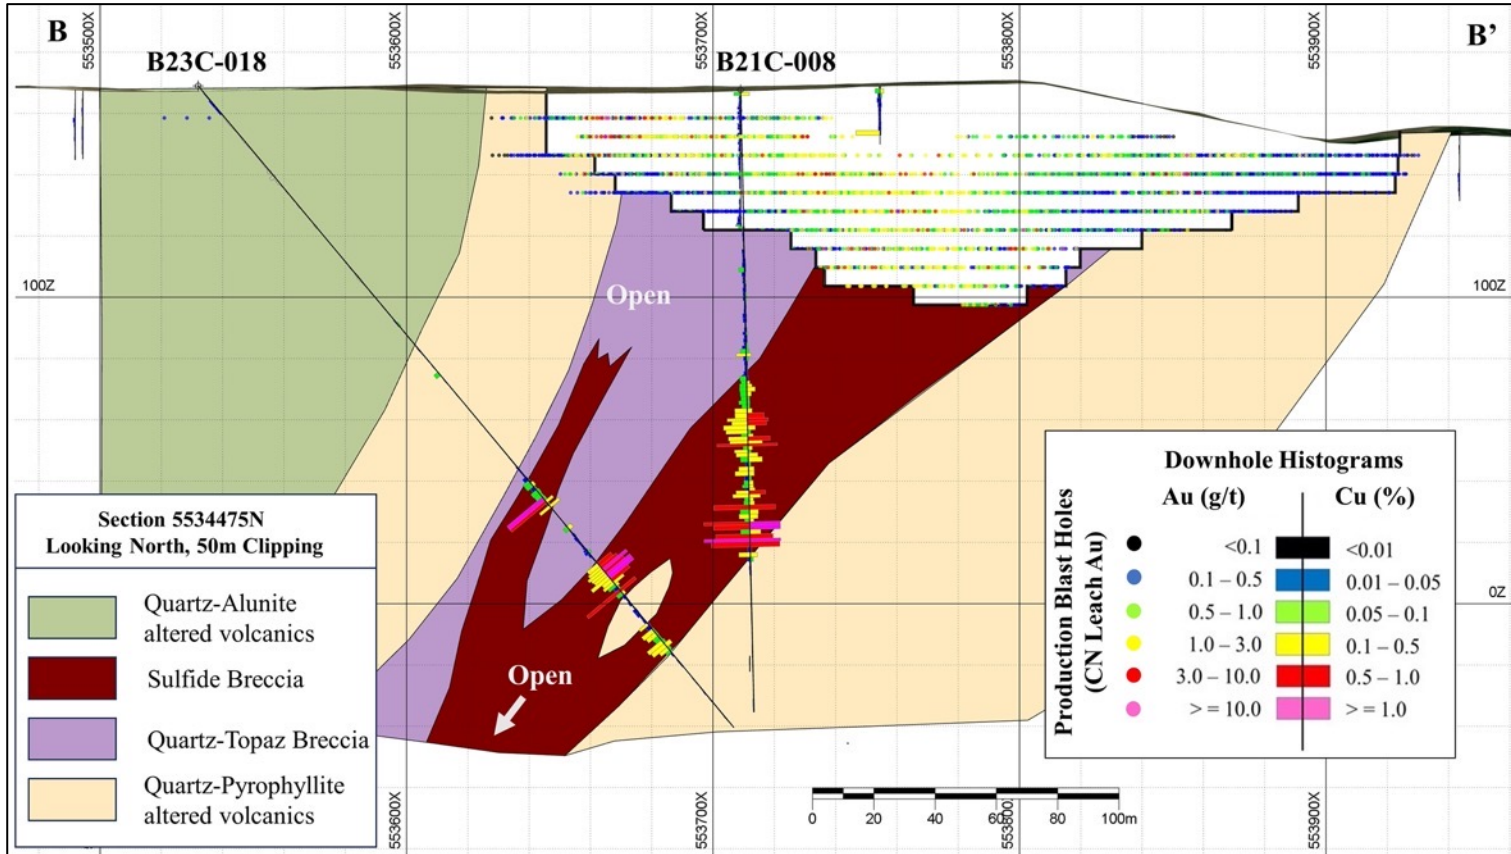 B
B'
553500X
553600X
553700X
553800X
553900X
B23C-018
B21C-008
100Z
100Z
Open
0Z
Open
Section 5534475N
Looking North, 50m Clipping
Quartz-Alunite
altered volcanics
Sulfide Breccia
Quartz-Topaz Breccia
Quartz-Pyrophyllite
altered volcanics
Downhole Histograms
Au (g/t)
Cu (%)
Production Blast Holes
(CN Leach Au)
<0.1
<0.01
0.1 – 0.5
0.01 – 0.05
0.5 – 1.0
0.05 – 0.1
1.0 – 3.0
0.1 – 0.5
3.0 – 10.0
0.5 – 1.0
> = 10.0
> = 1.0
0
20
40
60
80
100m
553600X
553700X
553800X
553900X